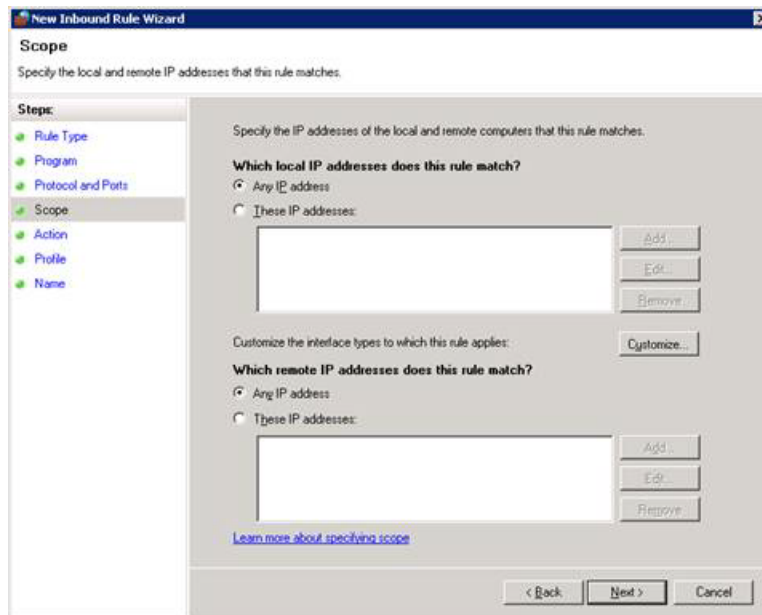 New Inbound Rule Wizard
Scope
Specify the local and remote IP addresses that this rule matches.
Steps:
Rule Type
Program
Protocol and Ports
Scope
Action
Profile
Name
Specify the IP addresses of the local and remote computers that this rule matches.
Which local IP addresses does this rule match?
Any IP address
These IP addresses:
Add...
Edit...
Remove
Customize the interface types to which this rule applies:
Customize...
Which remote IP addresses does this rule match?
Any IP address
These IP addresses:
Add...
Edit...
Remove
Learn more about specifying scope
< Back
Next >
Cancel